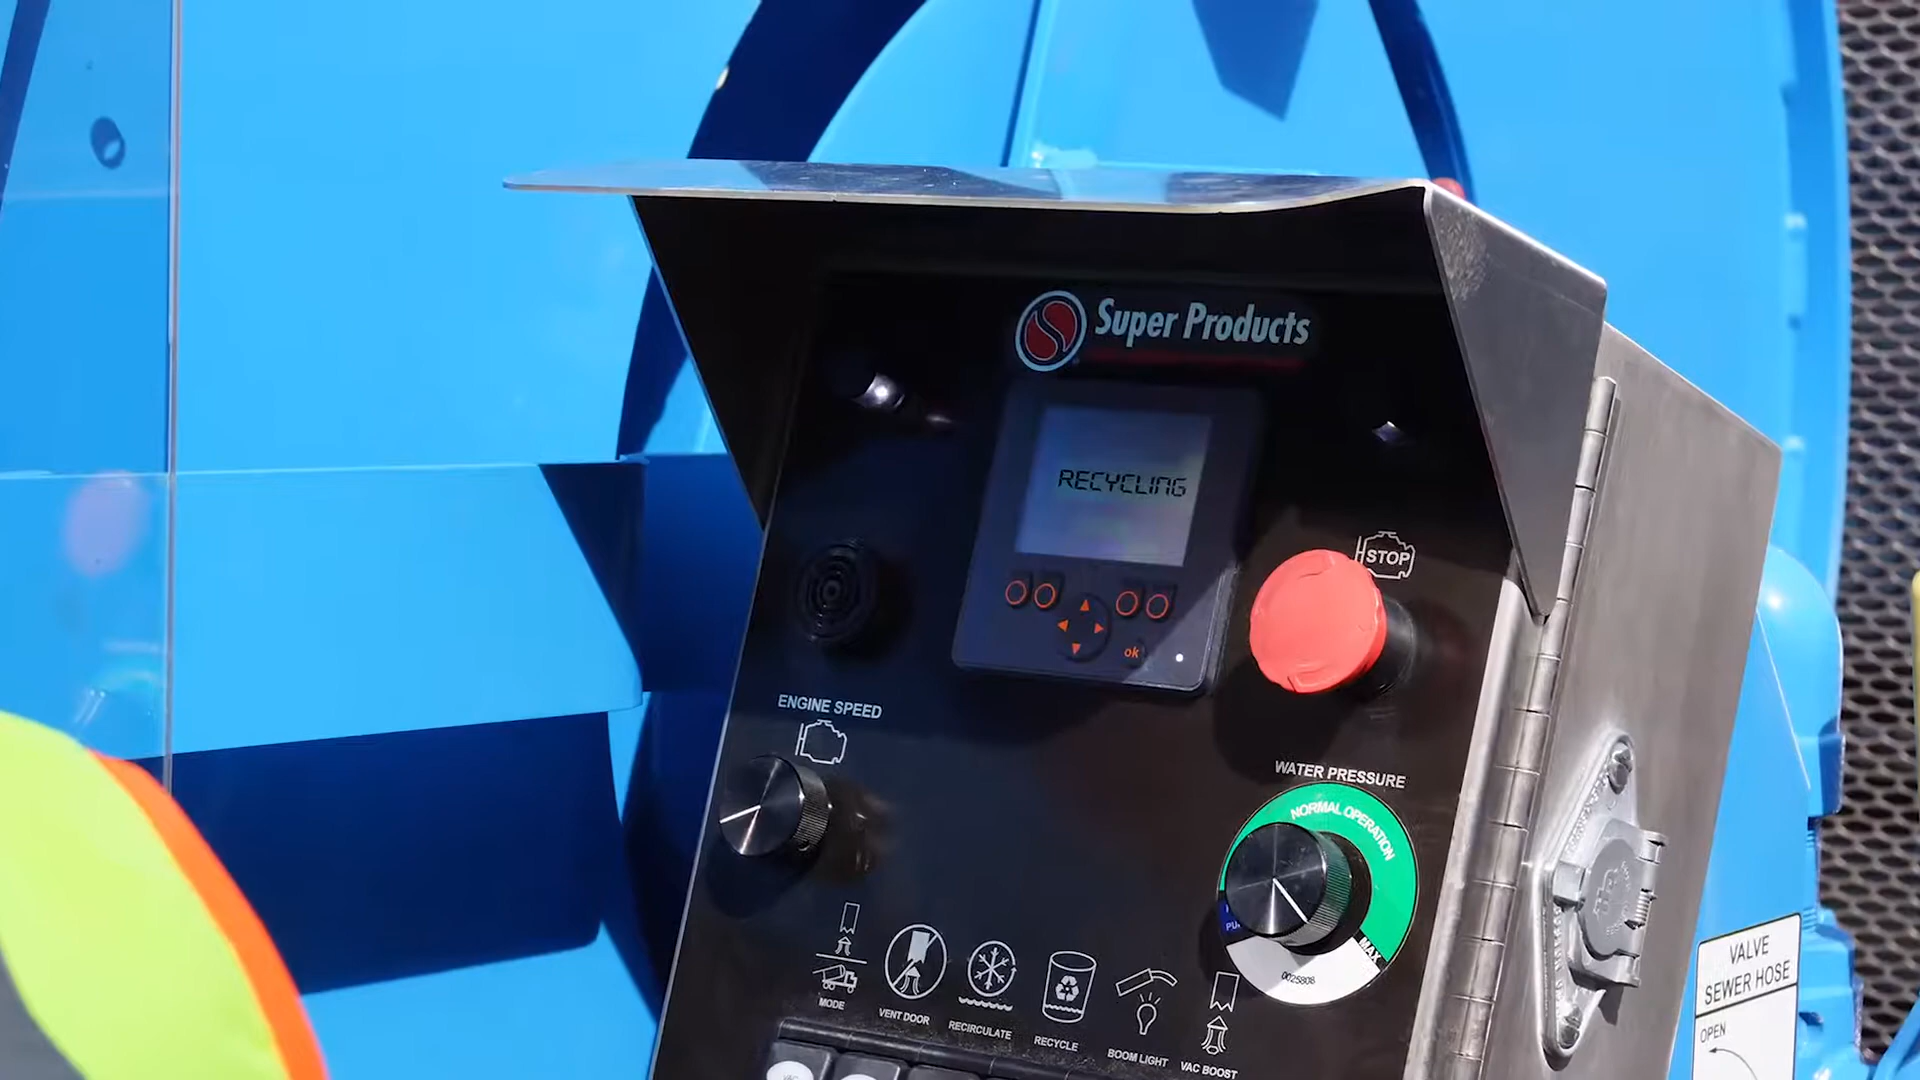 Super Products
RECYCLING
STOP
ok
ENGINE SPEED
WATER PRESSURE
NORMAL OPERATION
MAX
0025808
MODE
VENT DOOR
RECIRCULATE
RECYCLE
BOOM LIGHT
VAC BOOST
VALVE
SEWER HOSE
OPEN